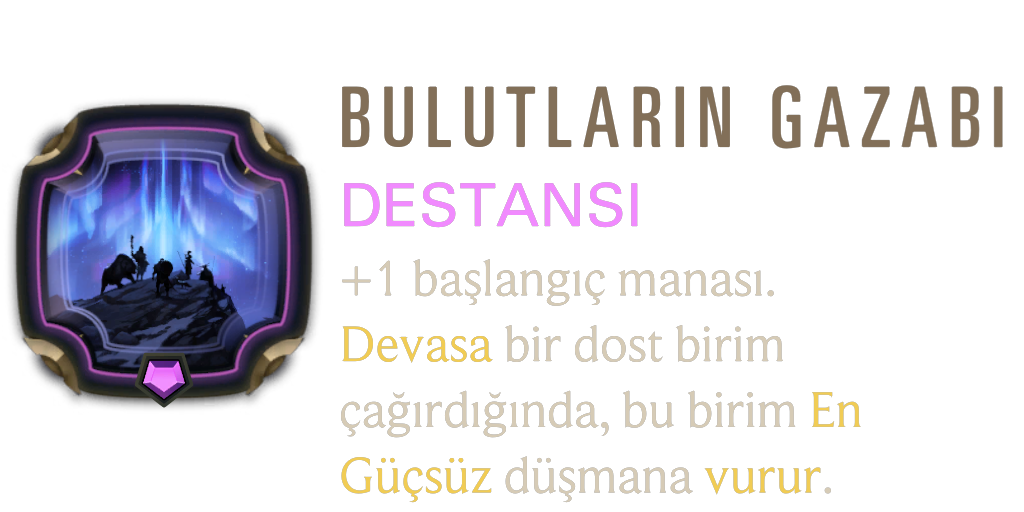 BULUTLARIN GAZABI
DESTANSI
+1 başlangıç manası.
Devasa bir dost birim
çağırdığında, bu birim En
Güçsüz düşmana vurur.